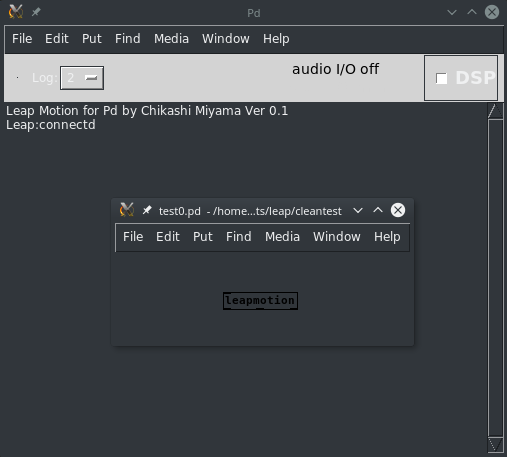 Pd
File Edit Put Find Media Window Help
Log: 2
audio I/O off
DSP
Leap Motion for Pd by Chikashi Miyama Ver 0.1
Leap:connectd
test0.pd - /home...ts/leap/cleantest
File Edit Put Find Media Window Help
leapmotion